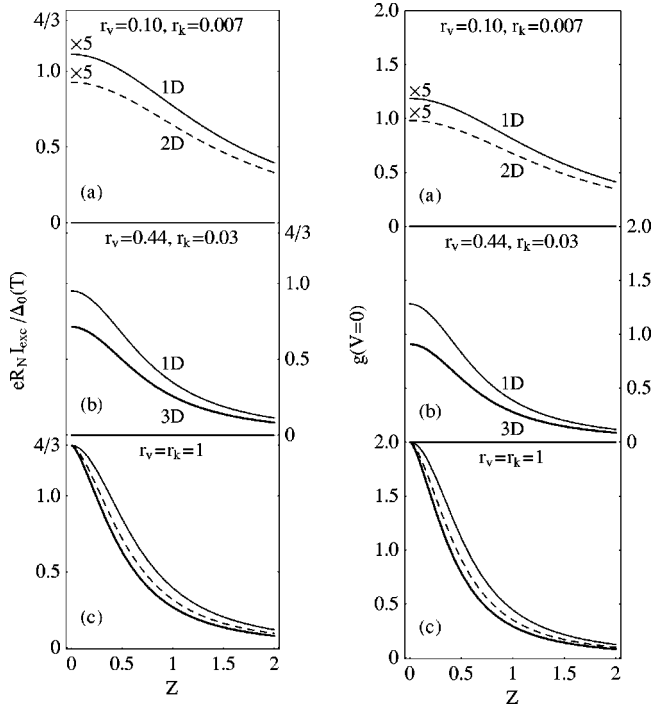 4/3
r_v=0.10, r_k=0.007
×5
1.0
×5
1D
0.5
2D
(a)
0
r_v=0.44, r_k=0.03
4/3
1.0
0.5
1D
(b)
3D
0
eR_N I_exc /Δ_0(T)
4/3
r_v=r_k=1
1.0
0.5
(c)
0
0 0.5 1 1.5 2
Z
2.0
r_v=0.10, r_k=0.007
1.5
×5
1.0
×5
1D
0.5
2D
(a)
0
r_v=0.44, r_k=0.03
2.0
1.5
1.0
0.5
1D
(b)
3D
0
g(V=0)
2.0
r_v=r_k=1
1.5
1.0
0.5
(c)
0.0
0 0.5 1 1.5 2
Z